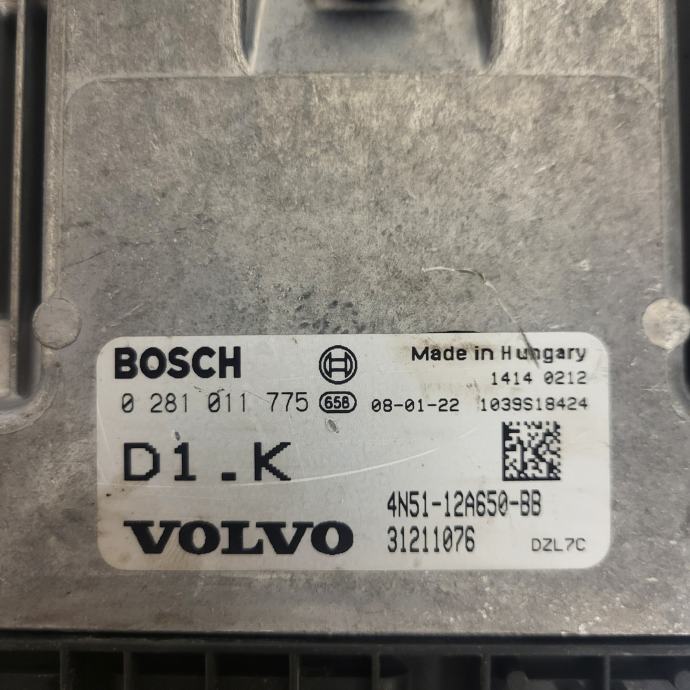 BOSCH Made in Hungary
1414 0212
0 281 011 775 658 08-01-22 1039S18424
D1.K
4N51-12A650-BB
VOLVO 31211076 DZL7C